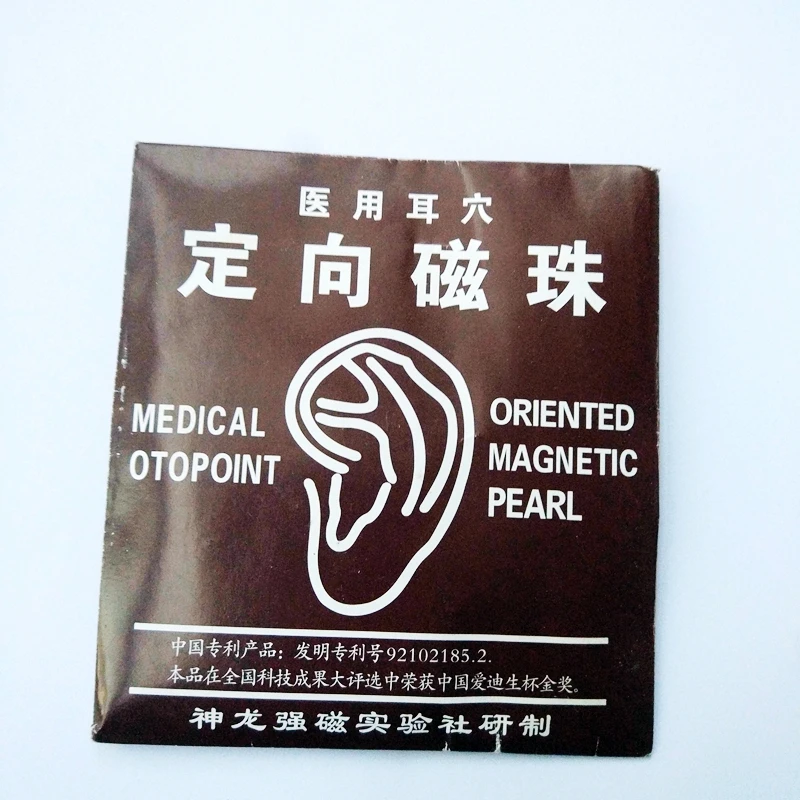 医用耳穴
定向磁珠
MEDICAL
OTOPOINT
ORIENTED
MAGNETIC
PEARL
中国专利产品：发明专利号92102185.2.
本品在全国科技成果大评选中荣获中国爱迪生杯金奖。
神龙强磁实验社研制